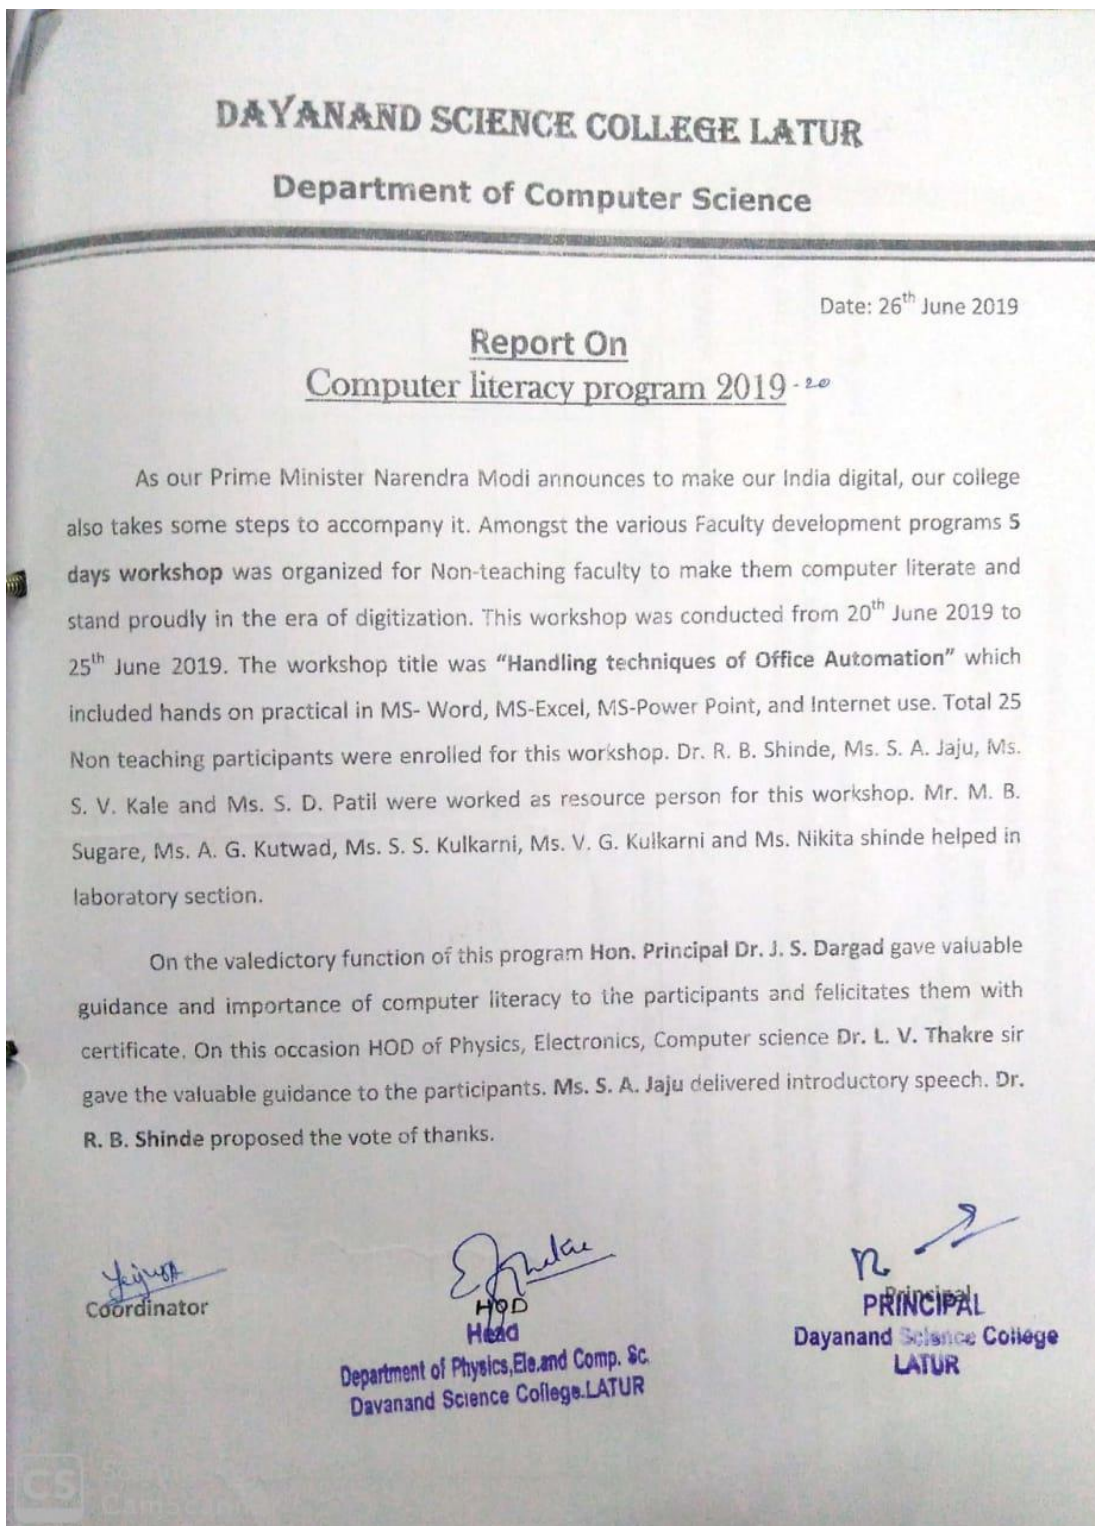 DAYANAND SCIENCE COLLEGE LATUR
Department of Computer Science
Date: 26th June 2019
Report On
Computer literacy program 2019 - 20
As our Prime Minister Narendra Modi announces to make our India digital, our college
also takes some steps to accompany it. Amongst the various Faculty development programs 5
days workshop was organized for Non-teaching faculty to make them computer literate and
stand proudly in the era of digitization. This workshop was conducted from 20th June 2019 to
25th June 2019. The workshop title was “Handling techniques of Office Automation” which
included hands on practical in MS- Word, MS-Excel, MS-Power Point, and Internet use. Total 25
Non teaching participants were enrolled for this workshop. Dr. R. B. Shinde, Ms. S. A. Jaju, Ms.
S. V. Kale and Ms. S. D. Patil were worked as resource person for this workshop. Mr. M. B.
Sugare, Ms. A. G. Kutwad, Ms. S. S. Kulkarni, Ms. V. G. Kulkarni and Ms. Nikita shinde helped in
laboratory section.
On the valedictory function of this program Hon. Principal Dr. J. S. Dargad gave valuable
guidance and importance of computer literacy to the participants and felicitates them with
certificate. On this occasion HOD of Physics, Electronics, Computer science Dr. L. V. Thakre sir
gave the valuable guidance to the participants. Ms. S. A. Jaju delivered introductory speech. Dr.
R. B. Shinde proposed the vote of thanks.
Coordinator
HOD
Head
Department of Physics,Ele.and Comp. Sc.
Dayanand Science College.LATUR
Principal
PRINCIPAL
Dayanand Science College
LATUR
CS